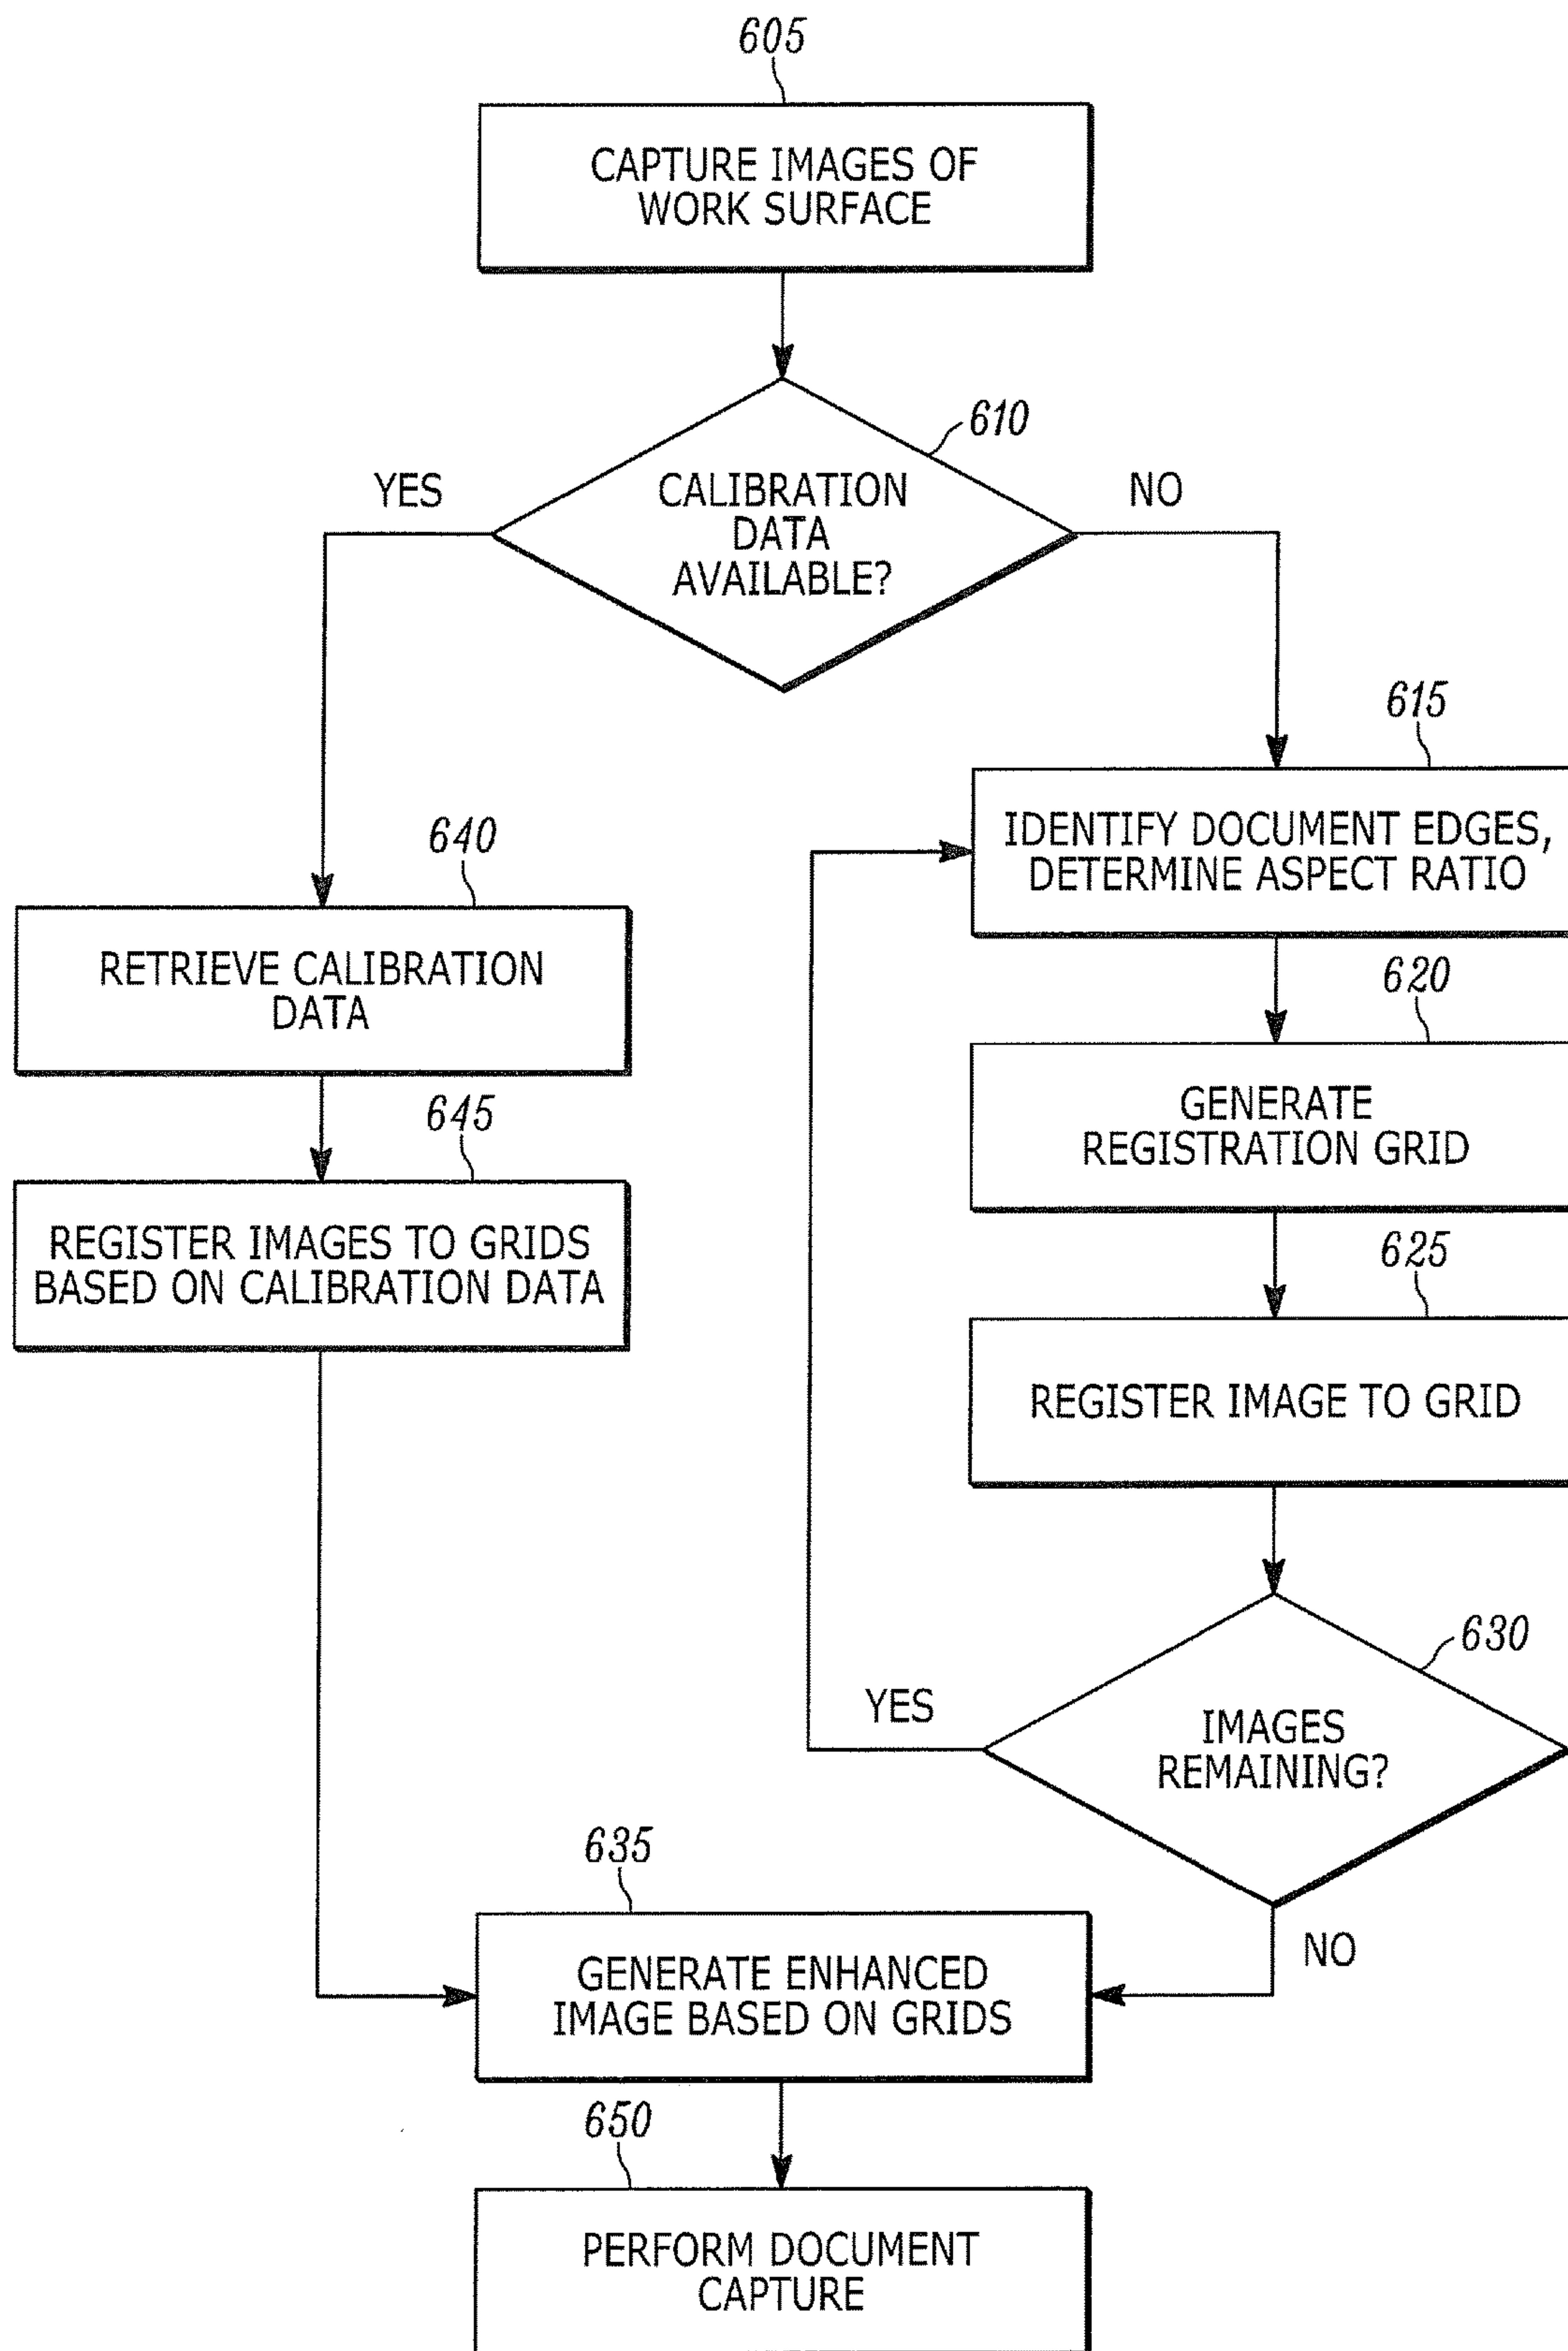 605
CAPTURE IMAGES OF
WORK SURFACE
610
YES
CALIBRATION
DATA
AVAILABLE?
NO
615
IDENTIFY DOCUMENT EDGES,
DETERMINE ASPECT RATIO
640
RETRIEVE CALIBRATION
DATA
620
GENERATE
REGISTRATION GRID
645
REGISTER IMAGES TO GRIDS
BASED ON CALIBRATION DATA
625
REGISTER IMAGE TO GRID
630
YES
IMAGES
REMAINING?
NO
635
GENERATE ENHANCED
IMAGE BASED ON GRIDS
650
PERFORM DOCUMENT
CAPTURE